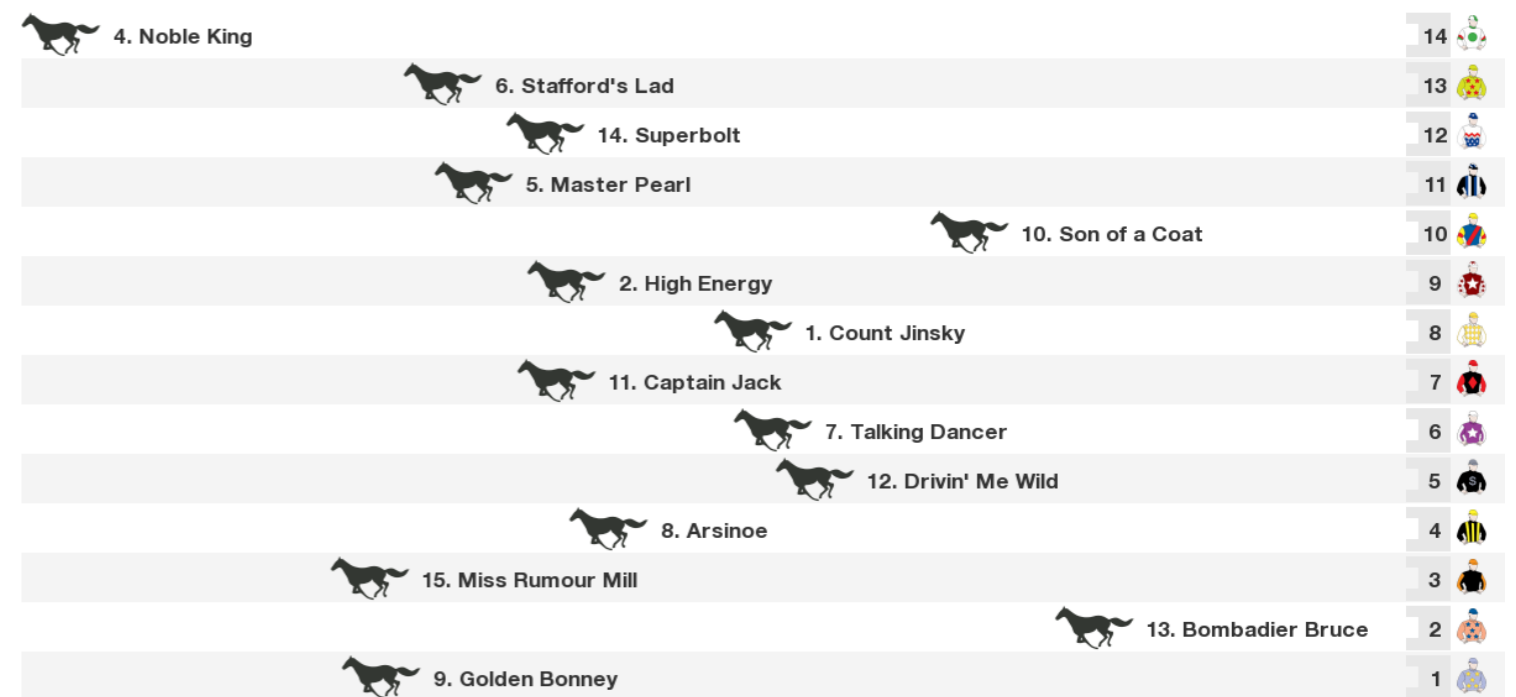 4. Noble King 14
6. Stafford's Lad 13
14. Superbolt 12
5. Master Pearl 11
10. Son of a Coat 10
2. High Energy 9
1. Count Jinsky 8
11. Captain Jack 7
7. Talking Dancer 6
12. Drivin' Me Wild 5 S
8. Arsinoe 4
15. Miss Rumour Mill 3
13. Bombadier Bruce 2
9. Golden Bonney 1